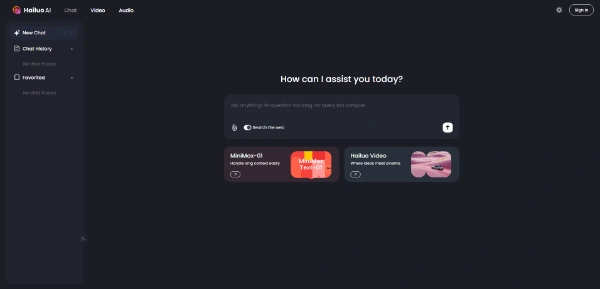 Hailuo AI
Chat
Video
Audio
Sign In
New Chat
Chat History
No chat history
Favorited
No chat history
How can I assist you today?
Ask anything! No question too long, no query too complex.
Search the web
MiniMax-01
Handle long context easily
MiniMax-
Text-01
Hailuo Video
Where ideas meet cinema